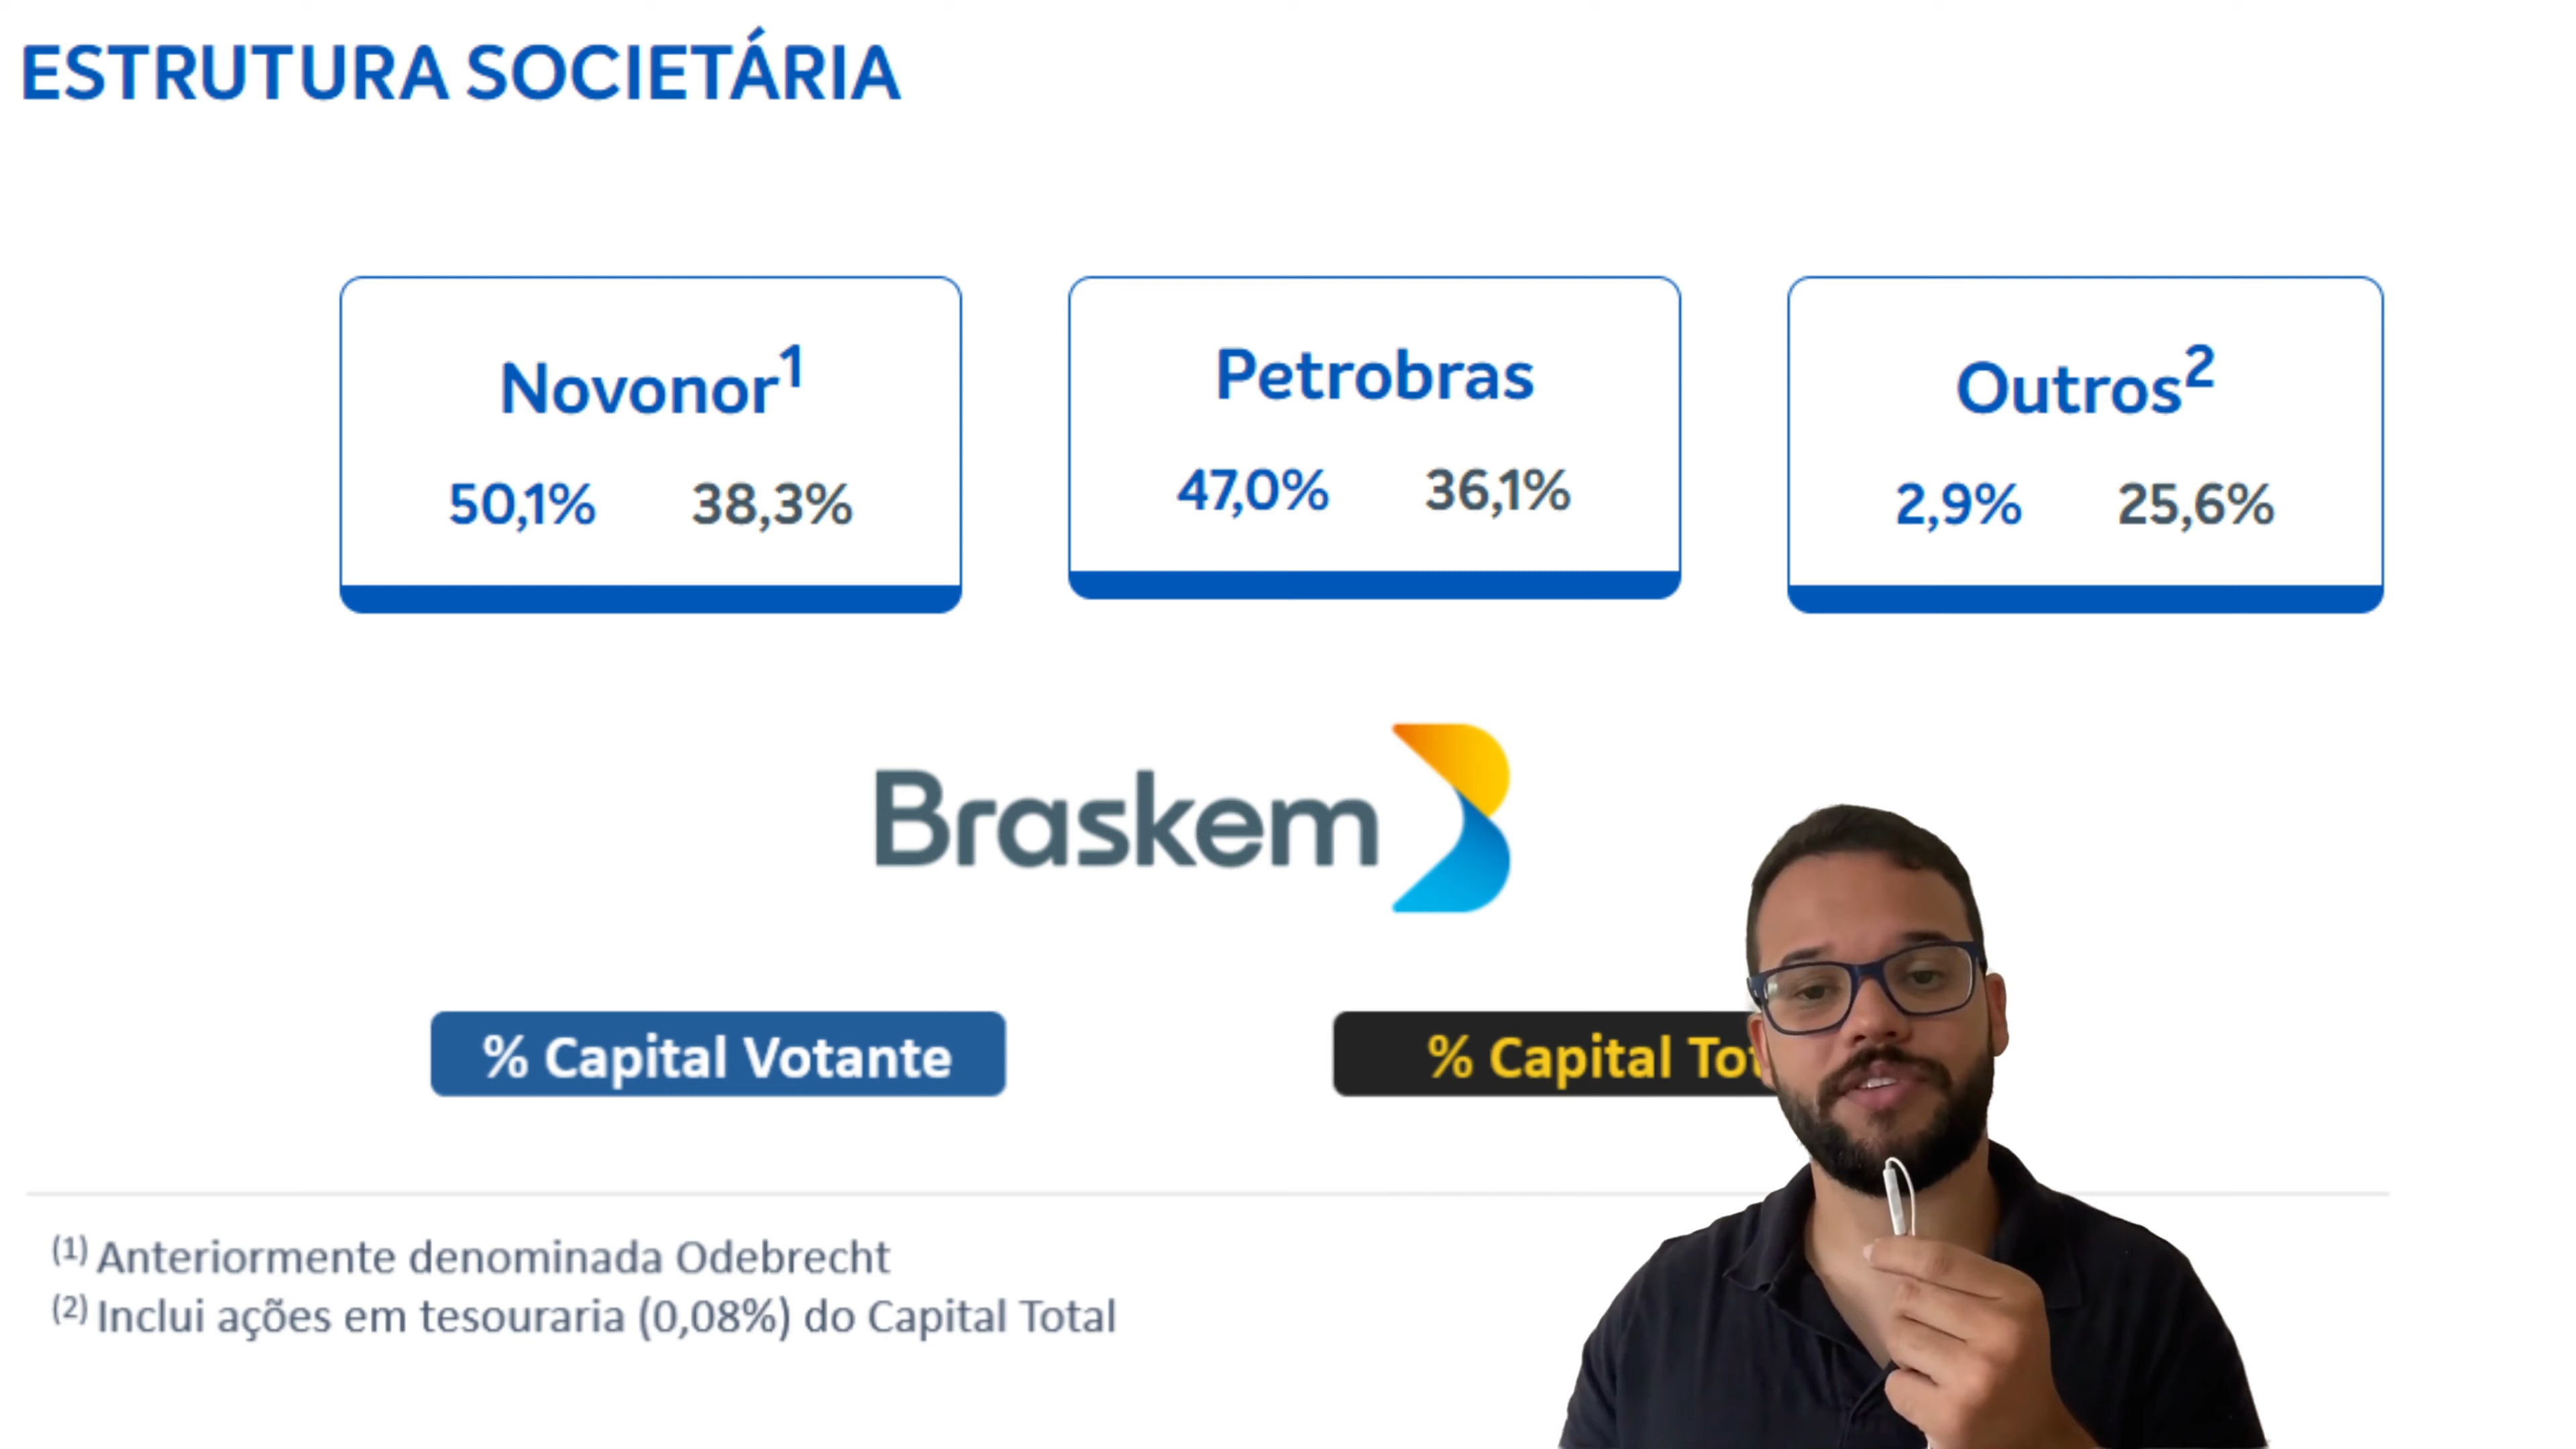 ESTRUTURA SOCIETÁRIA
Novonor¹
50,1% 38,3%
Petrobras
47,0% 36,1%
Outros²
2,9% 25,6%
Braskem
% Capital Votante
% Capital
(1) Anteriormente denominada Odebrecht
(2) Inclui ações em tesouraria (0,08%) do Capital Total